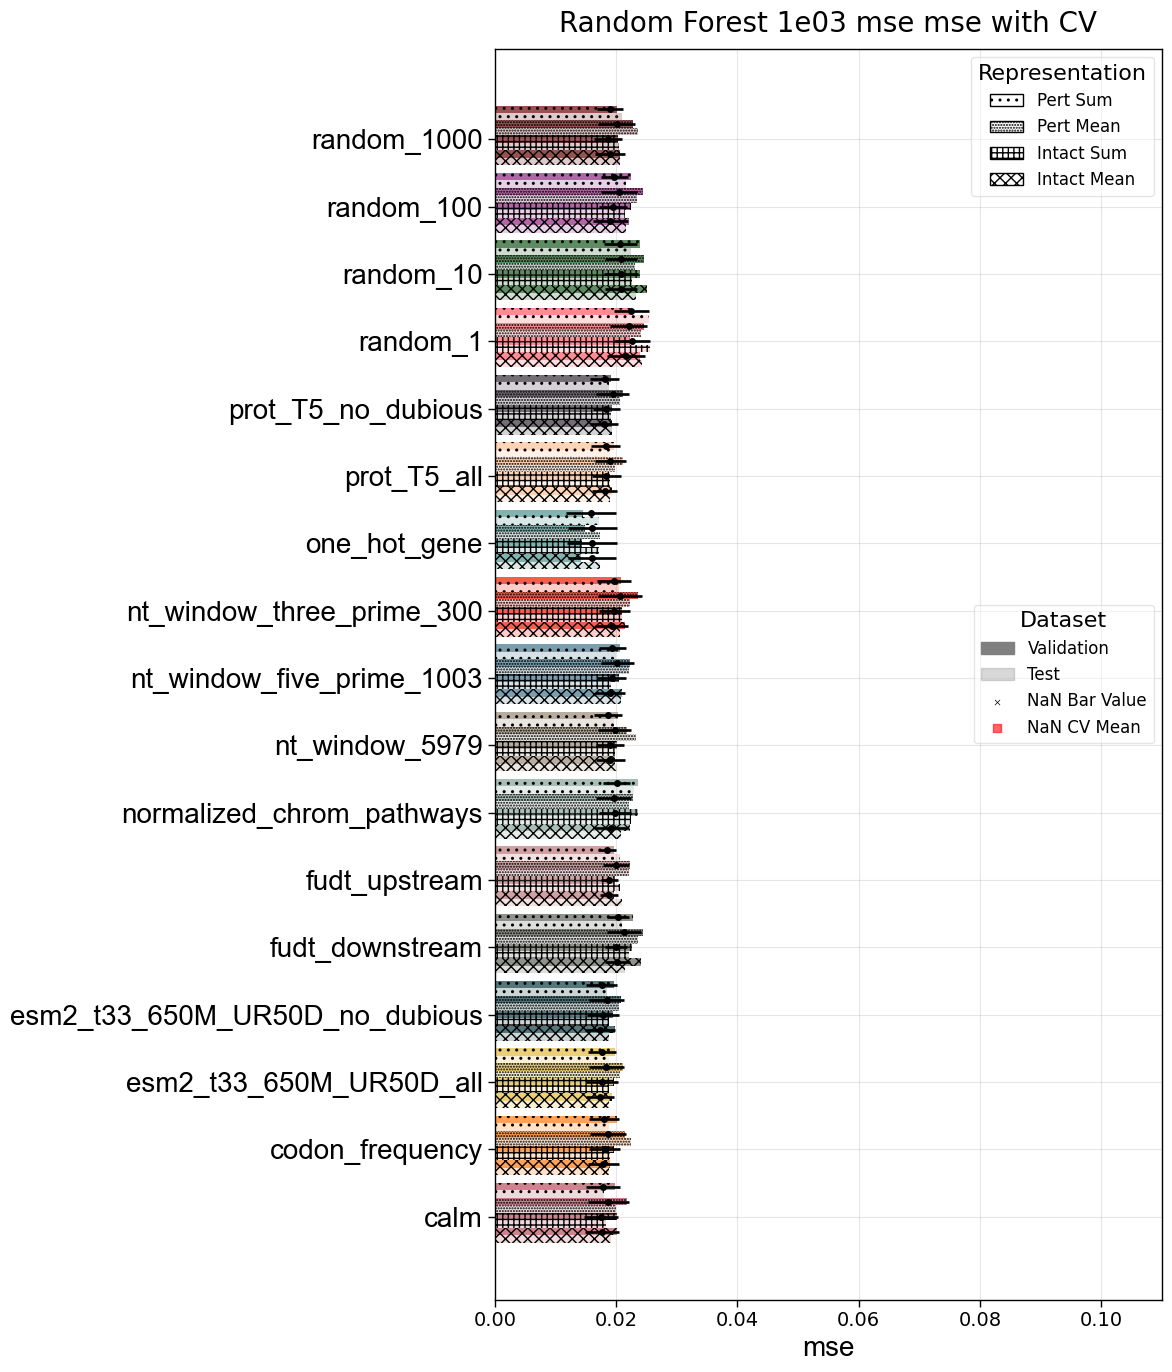 Random Forest 1e03 mse mse with CV
Representation
Pert Sum
Pert Mean
Intact Sum
Intact Mean
random_1000
random_100
random_10
random_1
prot_T5_no_dubious
prot_T5_all
one_hot_gene
nt_window_three_prime_300
nt_window_five_prime_1003
nt_window_5979
normalized_chrom_pathways
fudt_upstream
fudt_downstream
esm2_t33_650M_UR50D_no_dubious
esm2_t33_650M_UR50D_all
codon_frequency
calm
Dataset
Validation
Test
NaN Bar Value
NaN CV Mean
0.00 0.02 0.04 0.06 0.08 0.10
mse